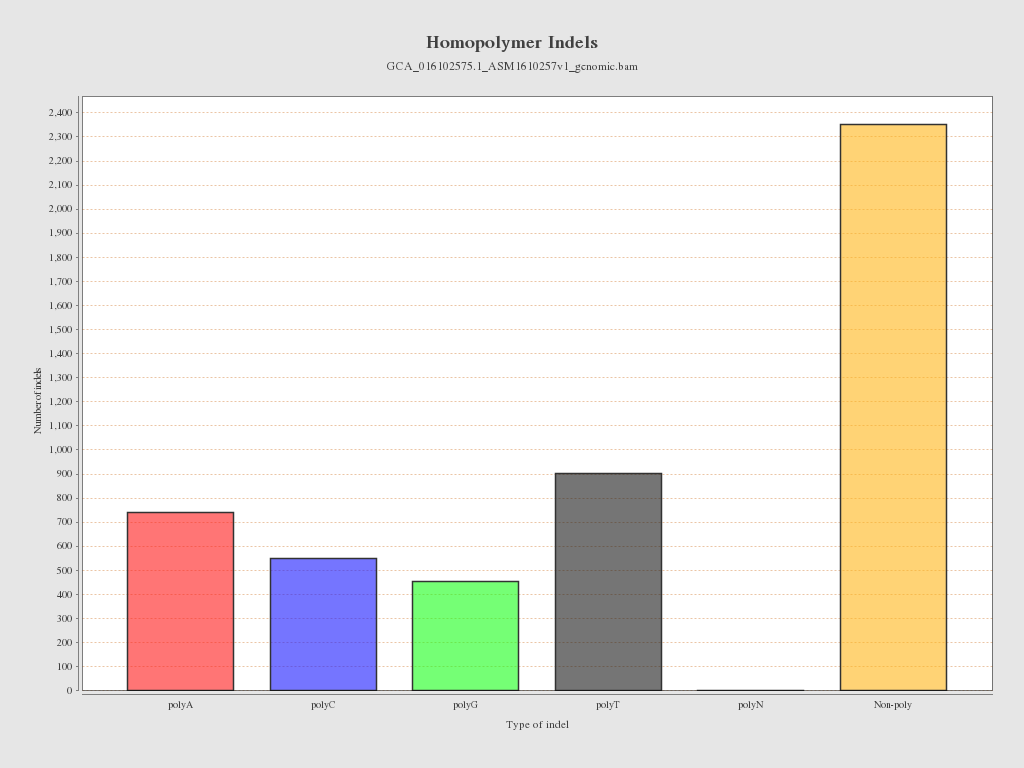 Homopolymer Indels
GCA_016102575.1_ASM1610257v1_genomic.bam
2,400
2,300
2,200
2,100
2,000
1,900
1,800
1,700
1,600
1,500
1,400
1,300
1,200
1,100
1,000
900
800
700
600
500
400
300
200
100
0
Number of indels
polyA
polyC
polyG
polyT
polyN
Non-poly
Type of indel